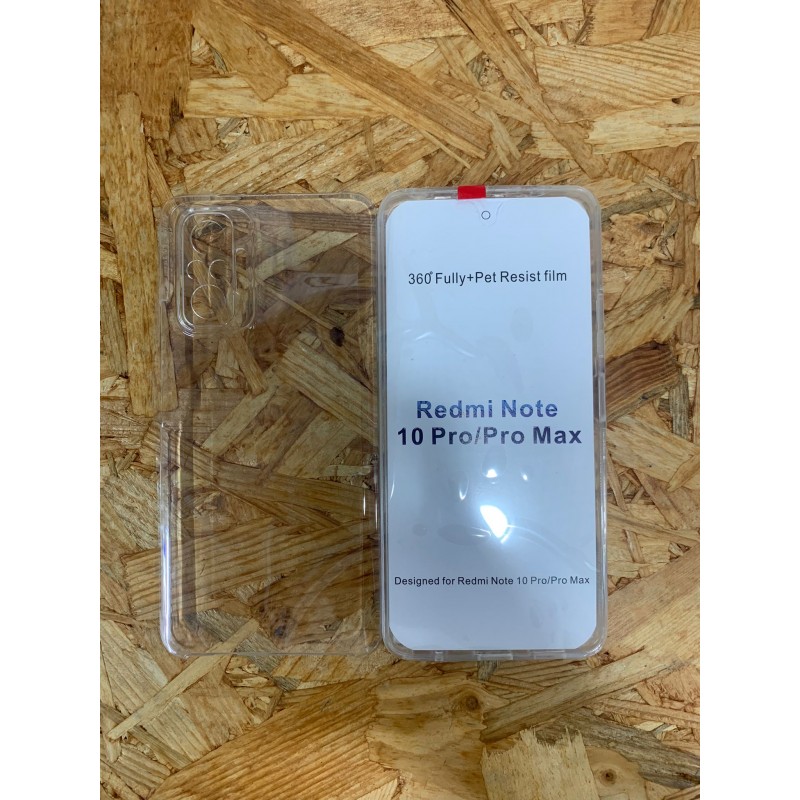 360° Fully+Pet Resist film
Redmi Note
10 Pro/Pro Max
Designed for Redmi Note 10 Pro/Pro Max